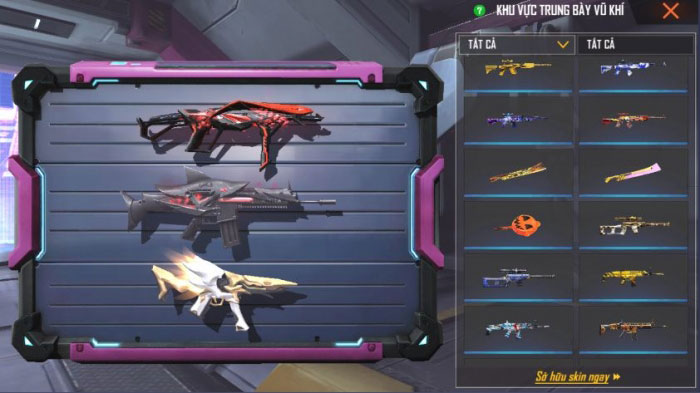 ? KHU VỰC TRƯNG BÀY VŨ KHÍ
TẤT CẢ TẤT CẢ
Sở hữu skin ngay